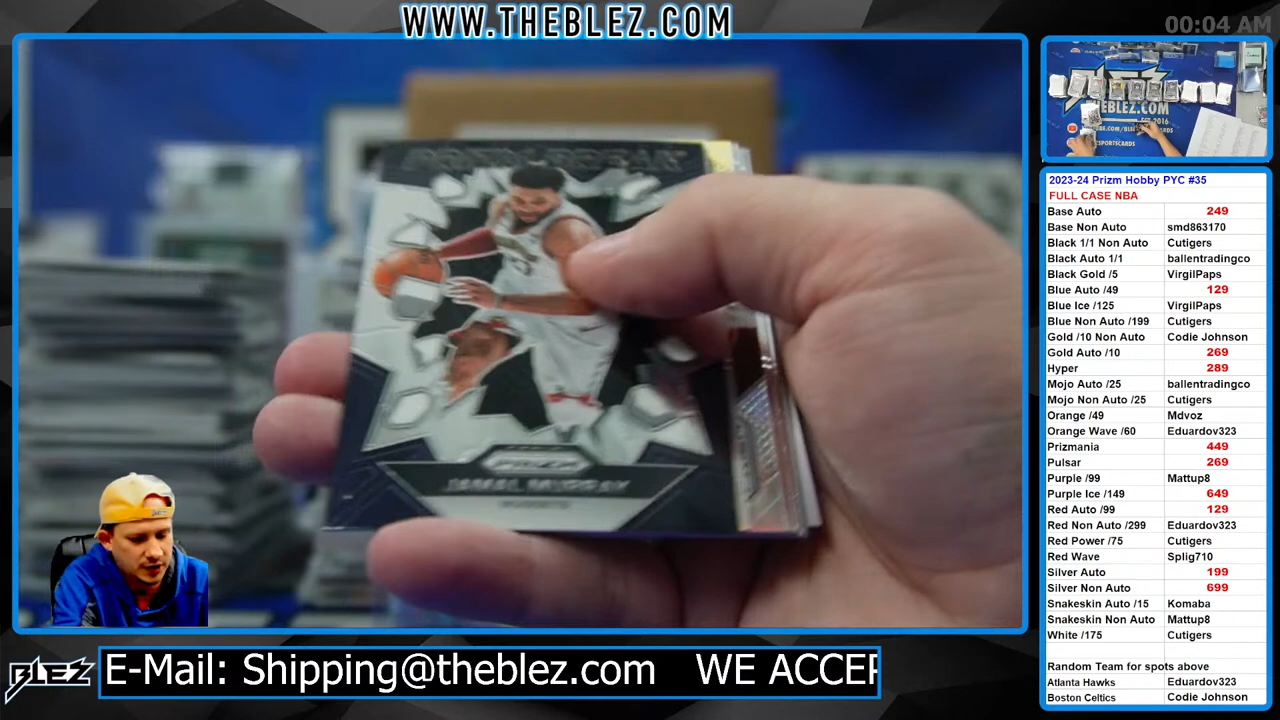 WWW.THEBLEZ.COM
00:04 AM
THEBLEZ.COM
2023-24 Prizm Hobby PYC #35
FULL CASE NBA
Base Auto 249
Base Non Auto smd863170
Black 1/1 Non Auto Cutigers
Black Auto 1/1 ballentradingco
Black Gold /5 VirgilPaps
Blue Auto /49 129
Blue Ice /125 VirgilPaps
Blue Non Auto /199 Cutigers
Gold /10 Non Auto Codie Johnson
Gold Auto /10 269
Hyper 289
Mojo Auto /25 ballentradingco
Mojo Non Auto /25 Cutigers
Orange /49 Mdvoz
Orange Wave /60 Eduardov323
Prizmania 449
Pulsar 269
Purple /99 Mattup8
Purple Ice /149 649
Red Auto /99 129
Red Non Auto /299 Eduardov323
Red Power /75 Cutigers
Red Wave Splig710
Silver Auto 199
Silver Non Auto 699
Snakeskin Auto /15 Komaba
Snakeskin Non Auto Mattup8
White /175 Cutigers
Random Team for spots above
Atlanta Hawks Eduardov323
Boston Celtics Codie Johnson
PRIZM
JAMAL MURRAY
BLEZ
E-Mail: Shipping@theblez.com WE ACCEP